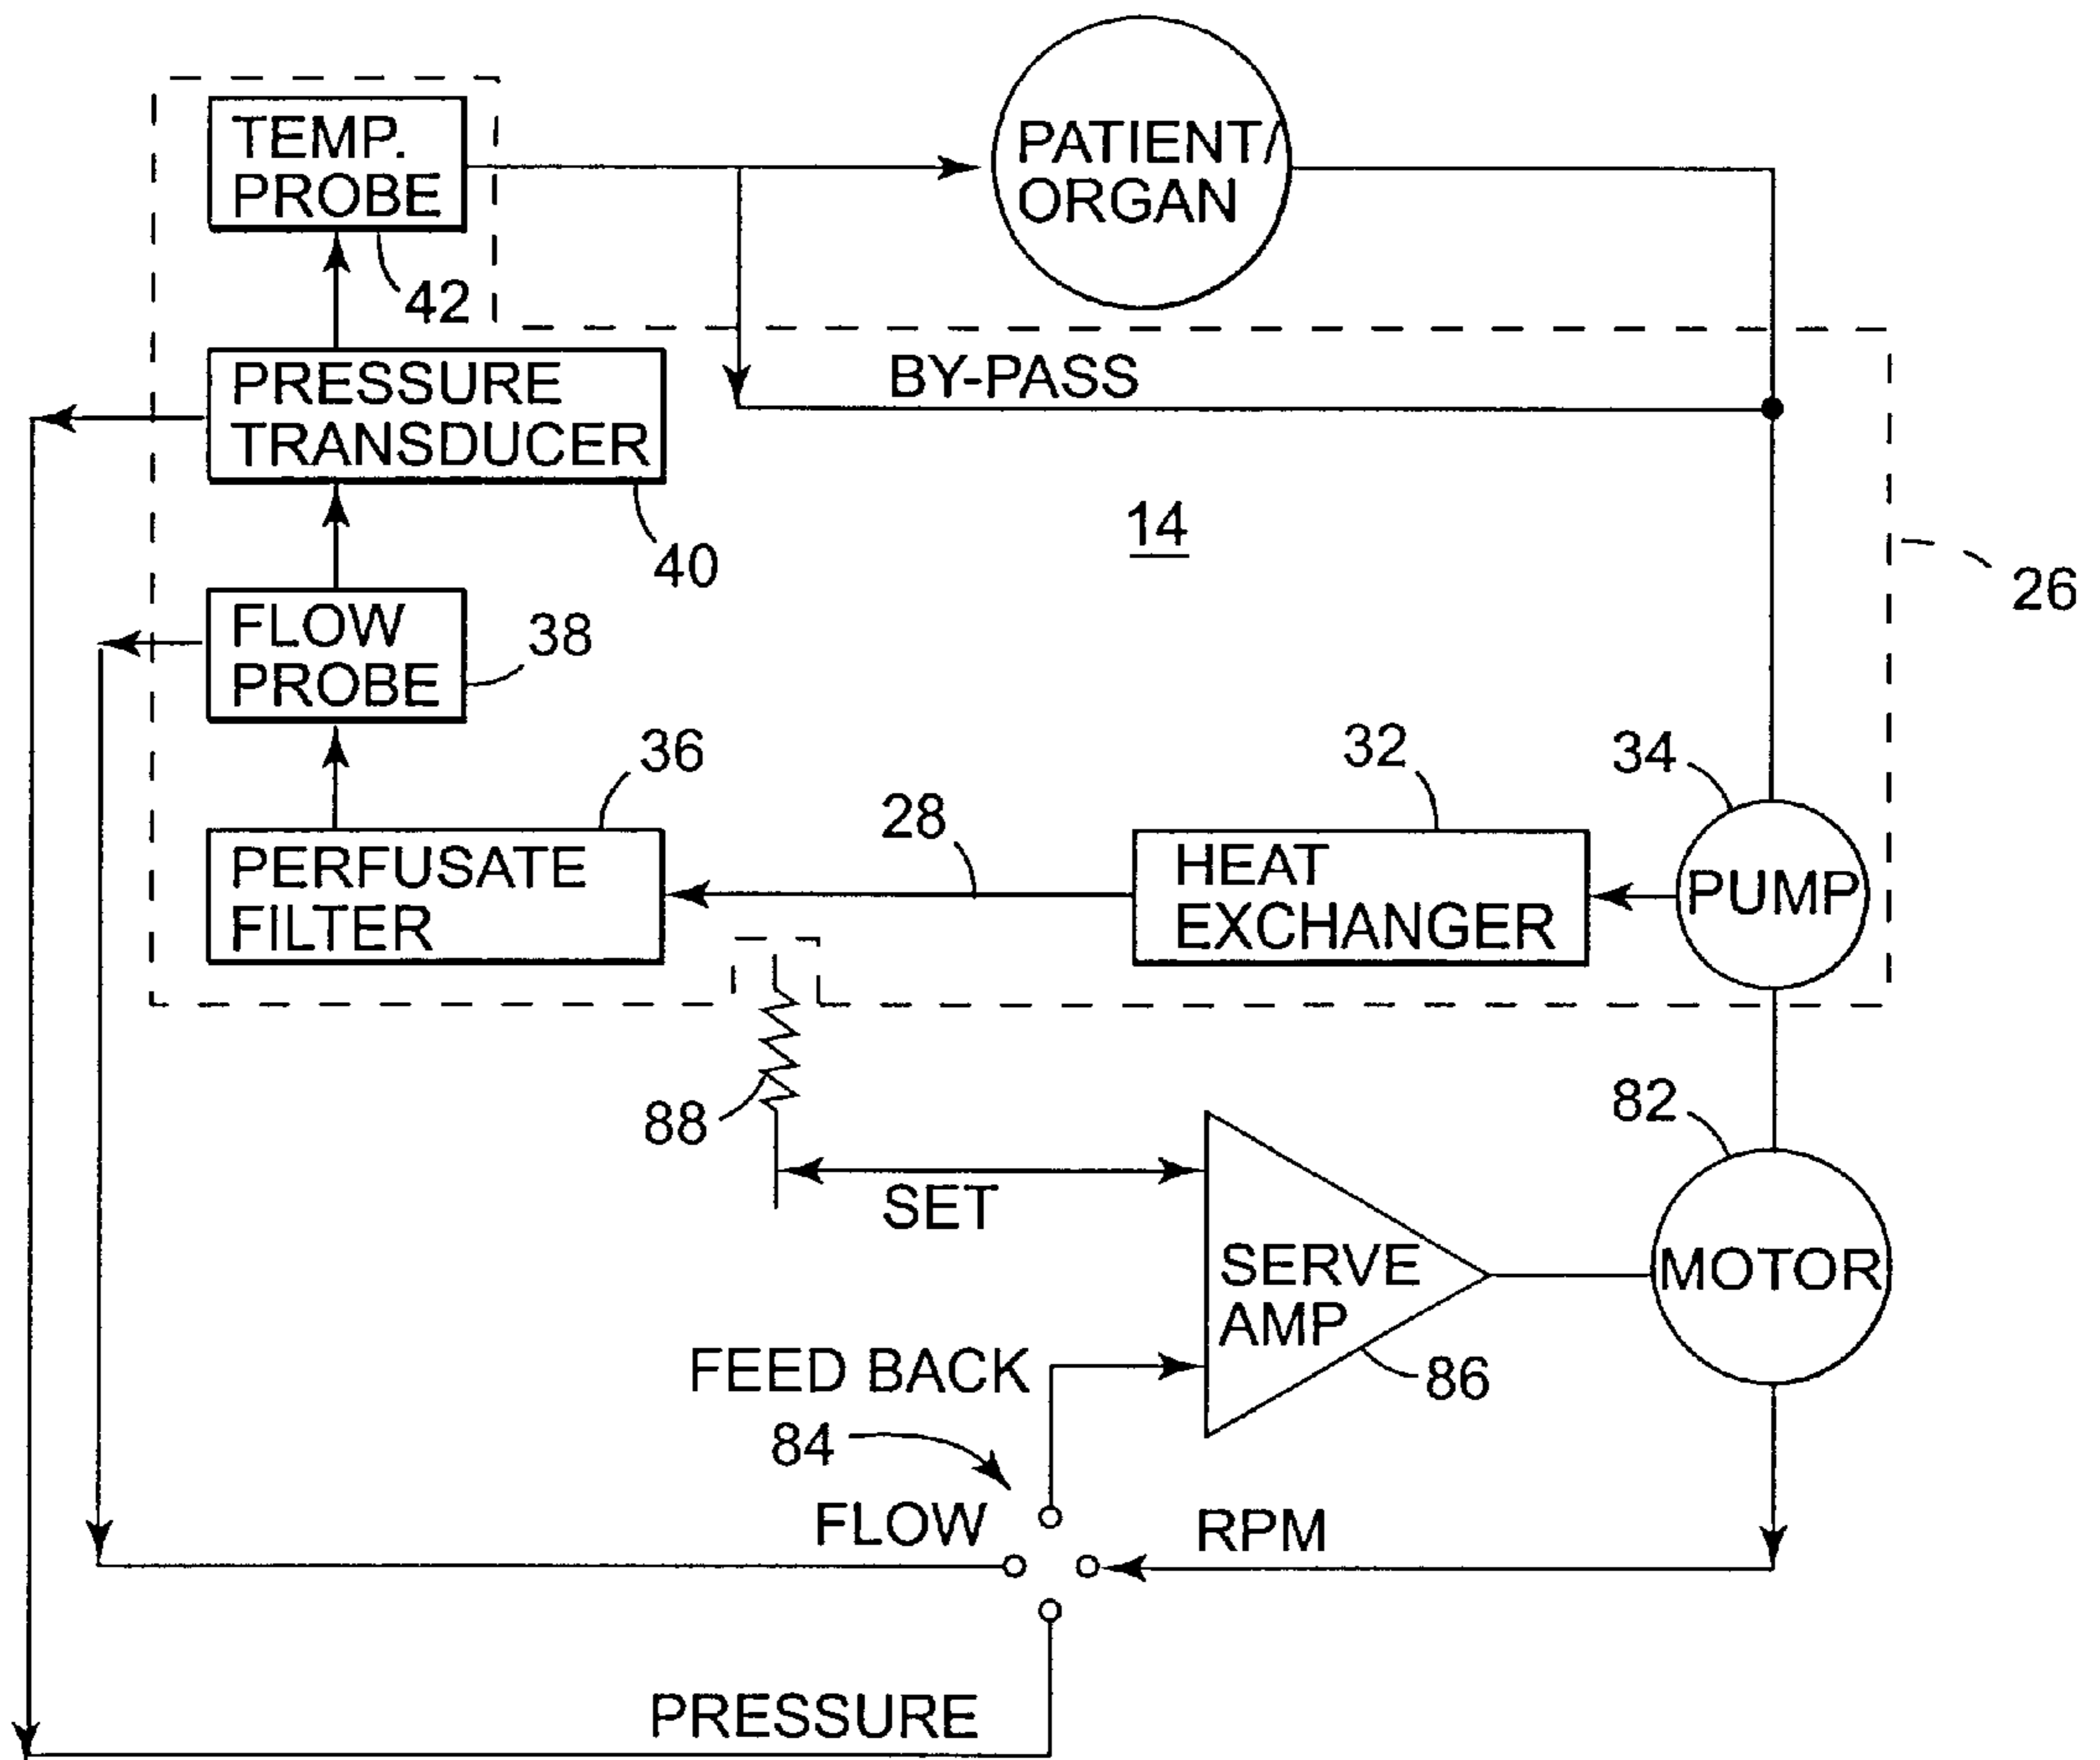 TEMP.
PROBE
42
PATIENT/
ORGAN
PRESSURE
TRANSDUCER
40
BY-PASS
14
26
FLOW
PROBE
38
36
PERFUSATE
FILTER
28
32
HEAT
EXCHANGER
34
PUMP
88
SET
82
MOTOR
SERVE
AMP
86
FEED BACK
84
FLOW
RPM
PRESSURE